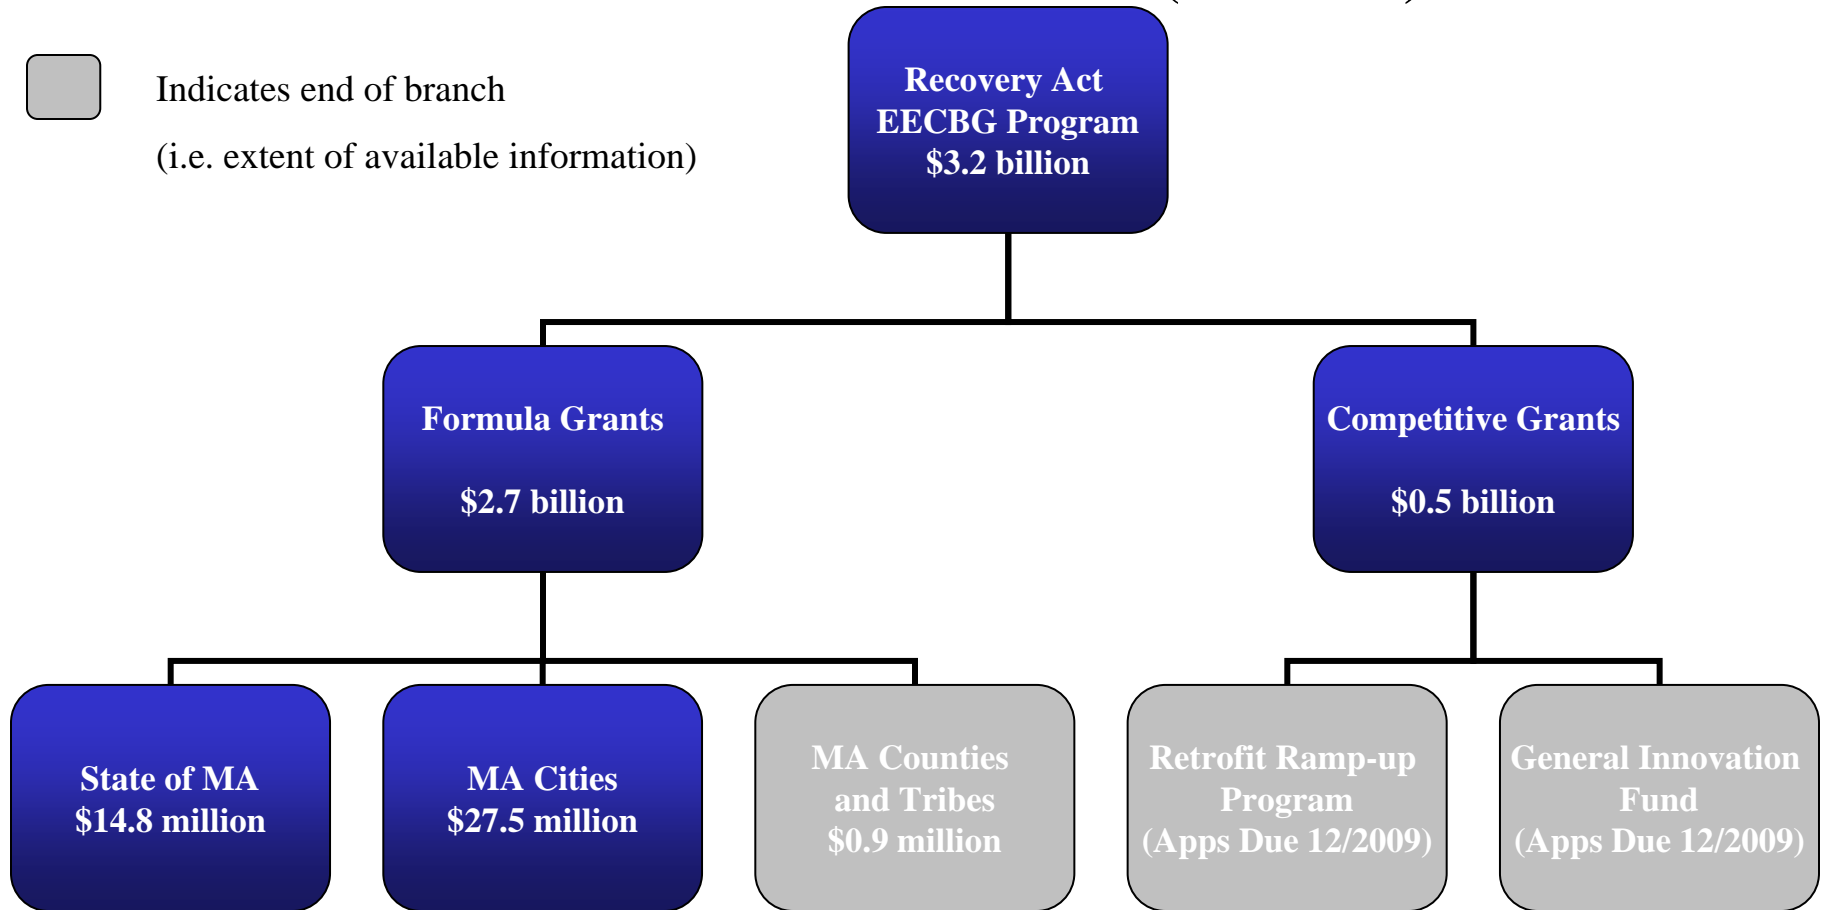 Indicates end of branch
(i.e. extent of available information)
Recovery Act
EECBG Program
$3.2 billion
Formula Grants
$2.7 billion
Competitive Grants
$0.5 billion
State of MA
$14.8 million
MA Cities
$27.5 million
MA Counties
and Tribes
$0.9 million
Retrofit Ramp-up
Program
(Apps Due 12/2009)
General Innovation
Fund
(Apps Due 12/2009)